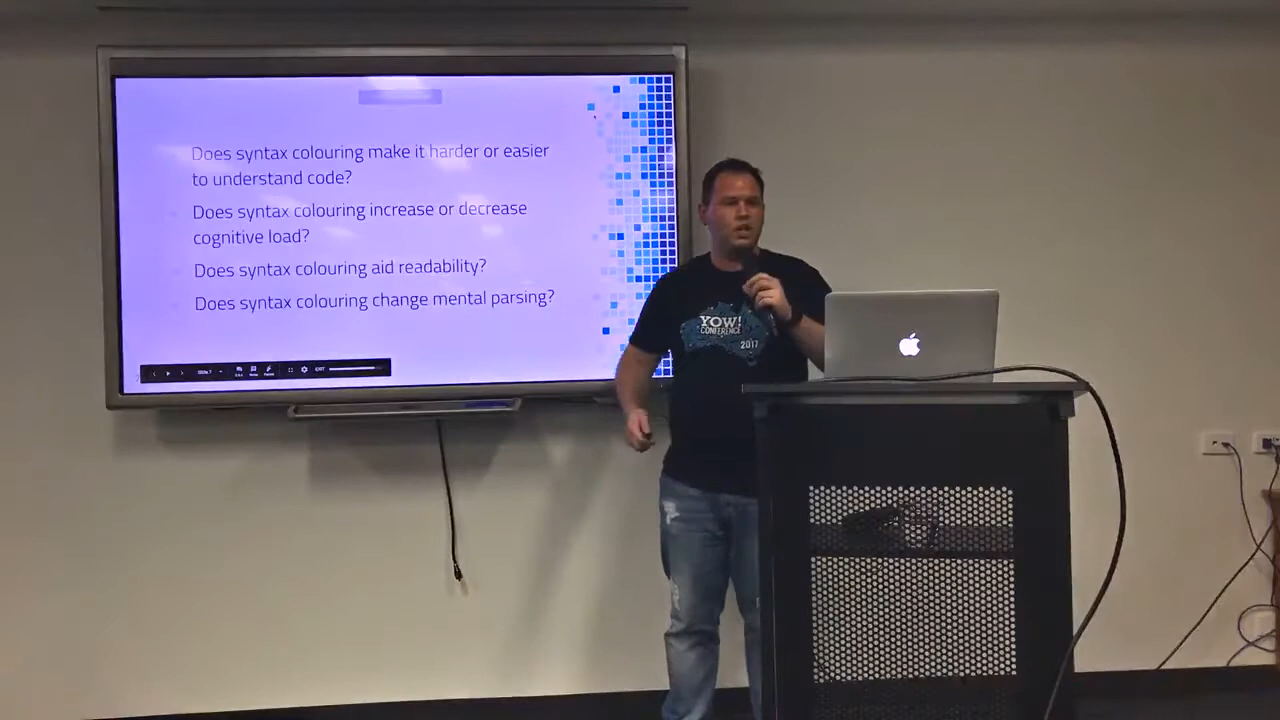 Does syntax colouring make it harder or easier
to understand code?
Does syntax colouring increase or decrease
cognitive load?
Does syntax colouring aid readability?
Does syntax colouring change mental parsing?
YOW!
CONFERENCE
2017